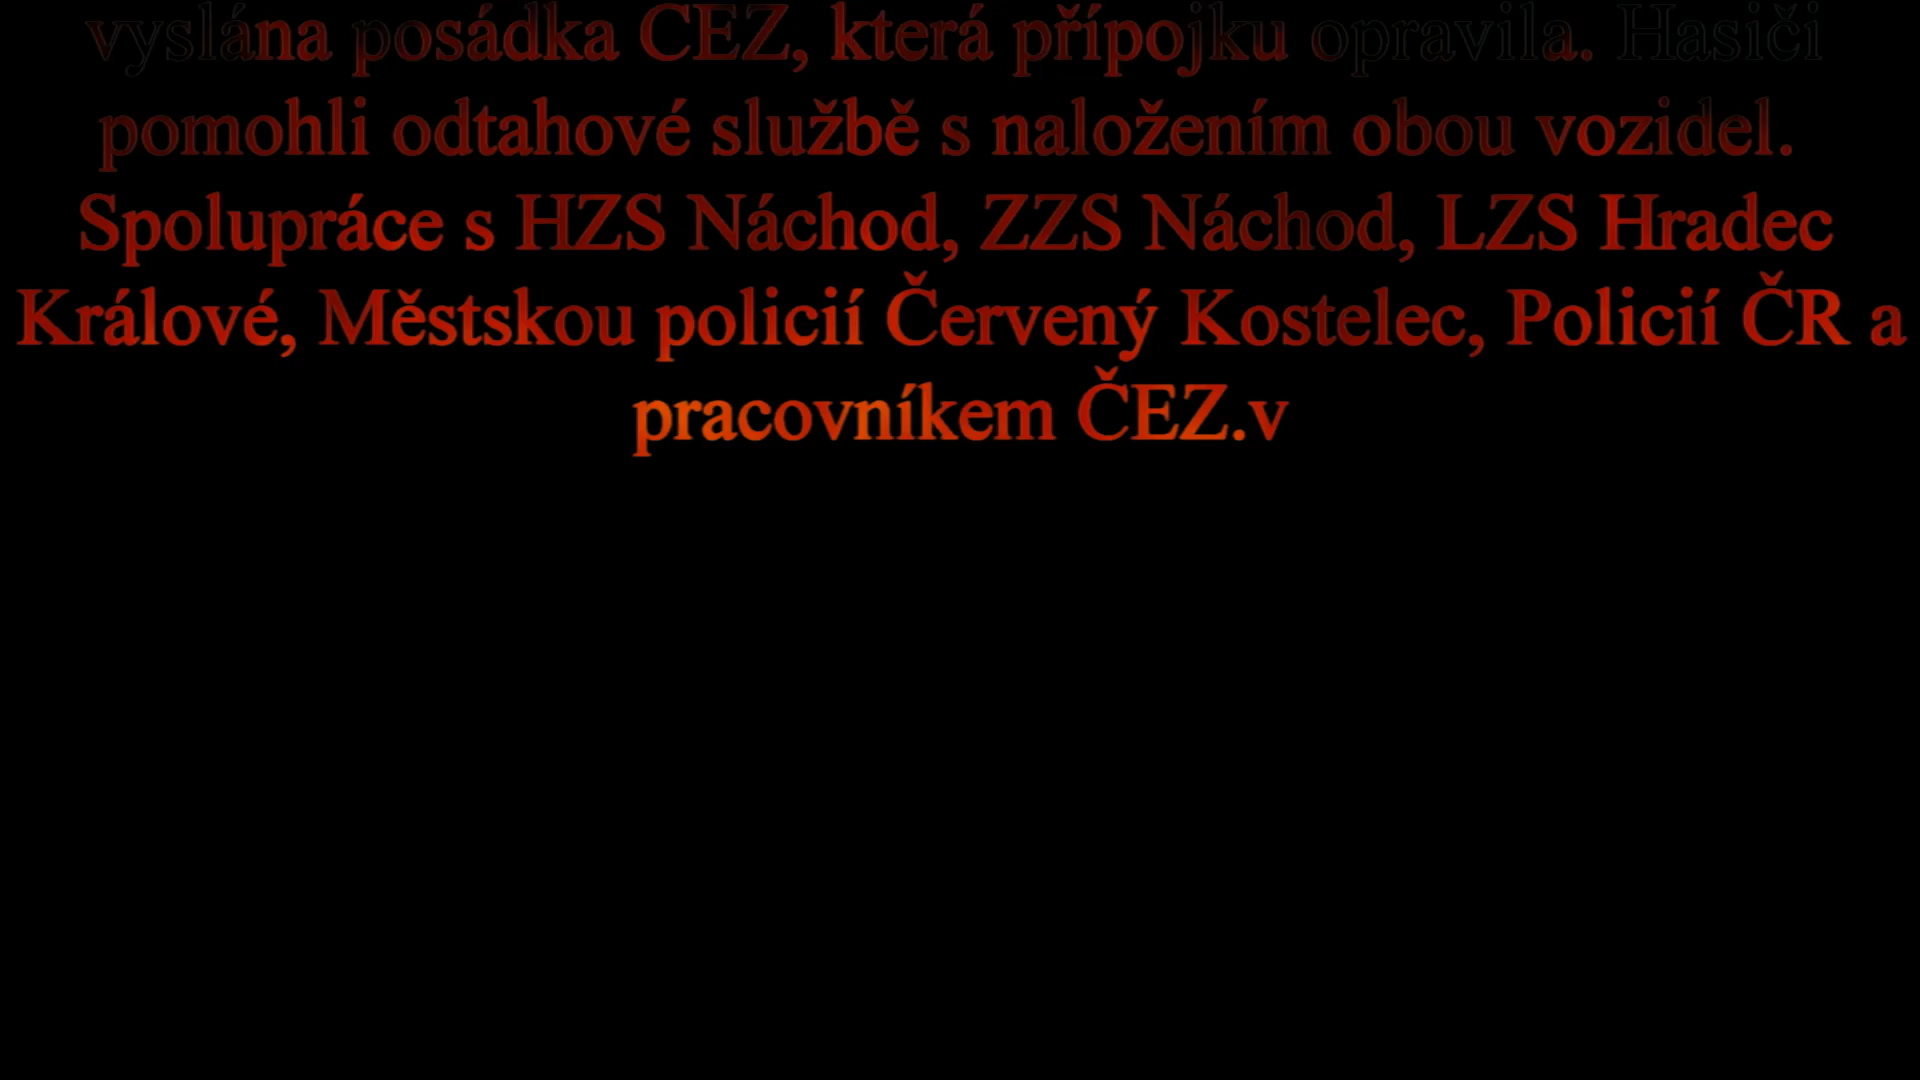 vyslána posádka ČEZ, která přípojku opravila. Hasiči
pomohli odtahové službě s naložením obou vozidel.
Spolupráce s HZS Náchod, ZZS Náchod, LZS Hradec
Králové, Městskou policií Červený Kostelec, Policií ČR a
pracovníkem ČEZ.v